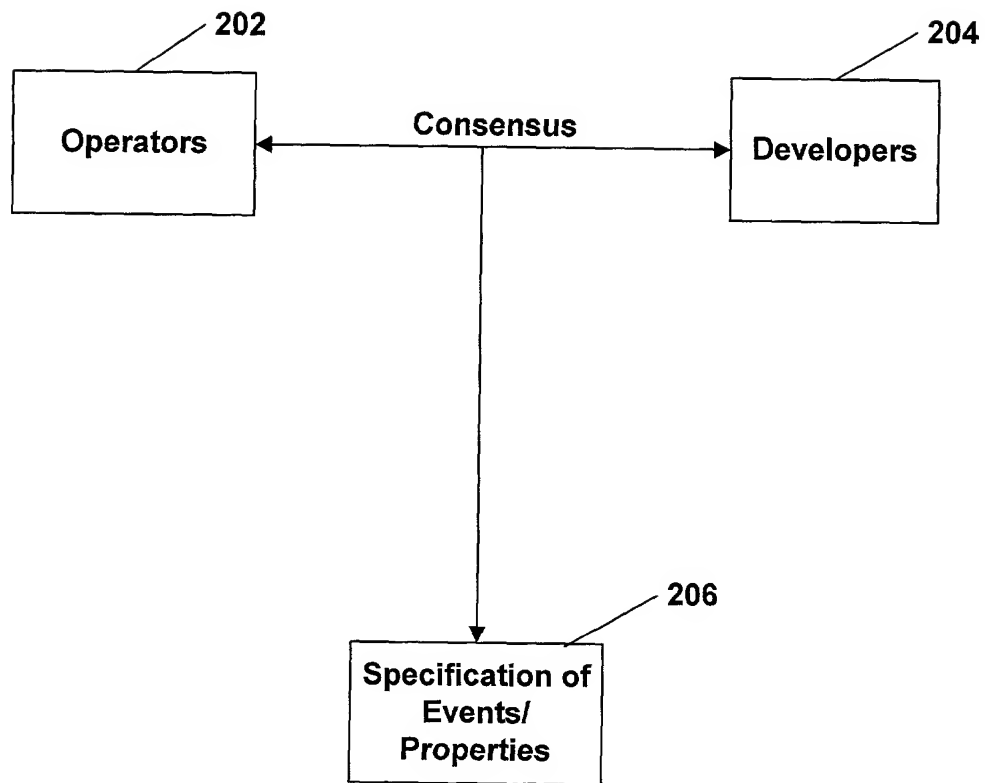 202
204
Operators
Consensus
Developers
206
Specification of
Events/
Properties